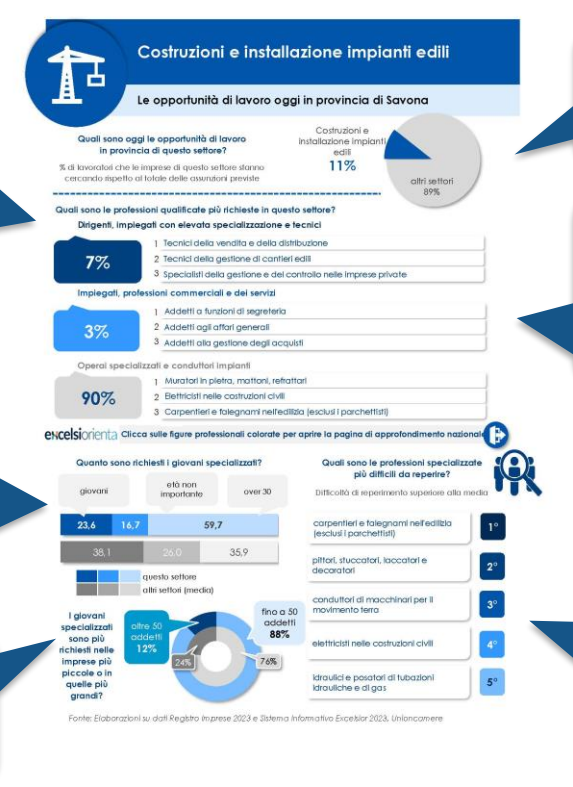 Costruzioni e installazione impianti edili
Le opportunità di lavoro oggi in provincia di Savona
Quali sono oggi le opportunità di lavoro
in provincia di questo settore?
% di lavoratori che le imprese di questo settore stanno
cercando rispetto al totale delle assunzioni previste
Costruzioni e
installazione impianti
edili
11%
altri settori
89%
Quali sono le professioni qualificate più richieste in questo settore?
Dirigenti, impiegati con elevata specializzazione e tecnici
7%
1 Tecnici della vendita e della distribuzione
2 Tecnici della gestione di cantieri edili
3 Specialisti della gestione e del controllo nelle imprese private
Impiegati, professioni commerciali e dei servizi
3%
1 Addetti a funzioni di segreteria
2 Addetti agli affari generali
3 Addetti alla gestione degli acquisti
Operai specializzati e conduttori impianti
90%
1 Muratori in pietra, mattoni, refrattari
2 Elettricisti nelle costruzioni civili
3 Carpentieri e falegnami nell'edilizia (esclusi i parchettisti)
excelsiorienta Clicca sulle figure professionali colorate per aprire la pagina di approfondimento nazionale
Quanto sono richiesti i giovani specializzati?
giovani
età non
importante
over 30
23,6 16,7 59,7
38,1 26,0 35,9
questo settore
altri settori (media)
I giovani
specializzati
sono più
richiesti nelle
imprese più
piccole o in
quelle più
grandi?
oltre 50
addetti
12%
24%
fino a 50
addetti
88%
76%
Quali sono le professioni specializzate
più difficili da reperire?
Difficoltà di reperimento superiore alla media
carpentieri e falegnami nell'edilizia
(esclusi i parchettisti)
1°
pittori, stuccatori, laccatori e
decoratori
2°
conduttori di macchinari per il
movimento terra
3°
elettricisti nelle costruzioni civili
4°
idraulici e posatori di tubazioni
idrauliche e di gas
5°
Fonte: Elaborazioni su dati Registro Imprese 2023 e Sistema Informativo Excelsior 2023, Unioncamere